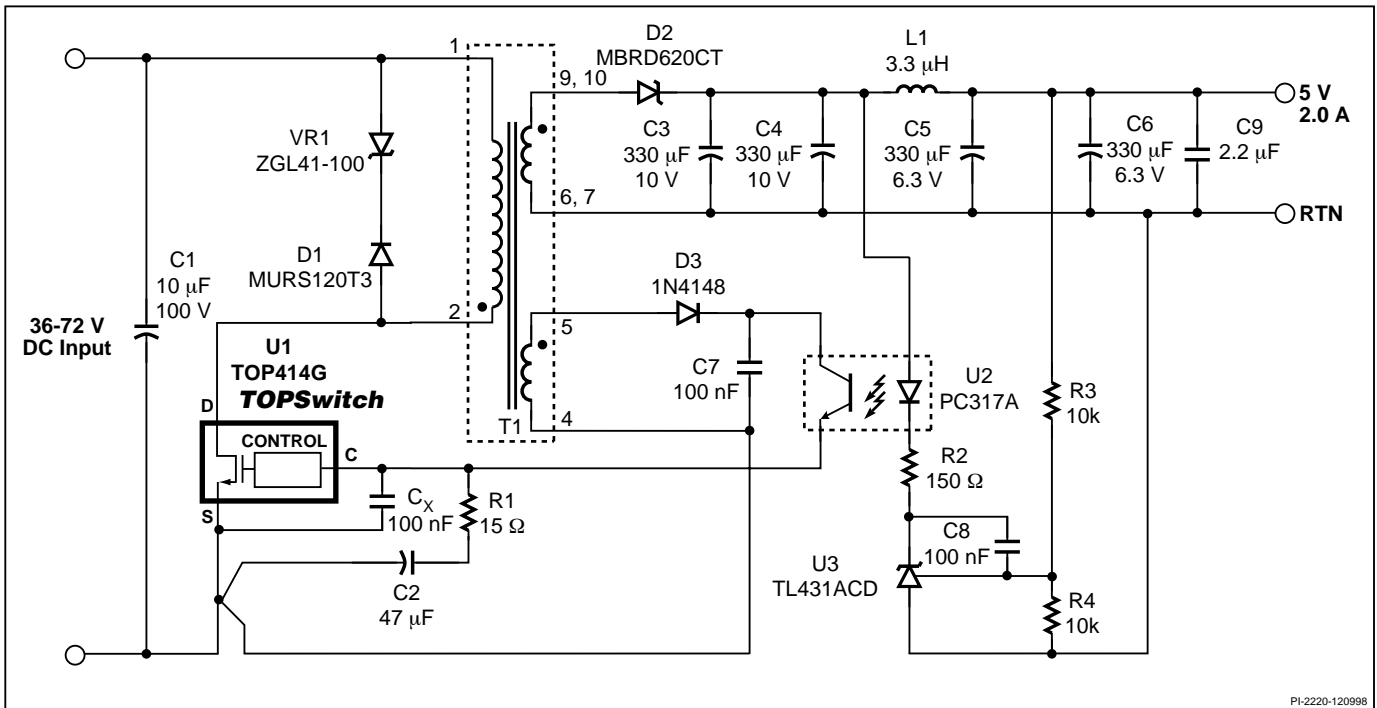 1
D2
MBRD620CT
9, 10
L1
3.3 µH
5 V
2.0 A
VR1
ZGL41-100
C3
330 µF
10 V
C4
330 µF
10 V
C5
330 µF
6.3 V
C6
330 µF
6.3 V
C9
2.2 µF
6, 7
RTN
C1
10 µF
100 V
D1
MURS120T3
D3
1N4148
2
5
36-72 V
DC Input
U1
TOP414G
TOPSwitch
C7
100 nF
U2
PC317A
R3
10k
D
4
T1
CONTROL
C
R2
150 Ω
S
CX
100 nF
R1
15 Ω
C8
100 nF
U3
TL431ACD
C2
47 µF
R4
10k
PI-2220-120998